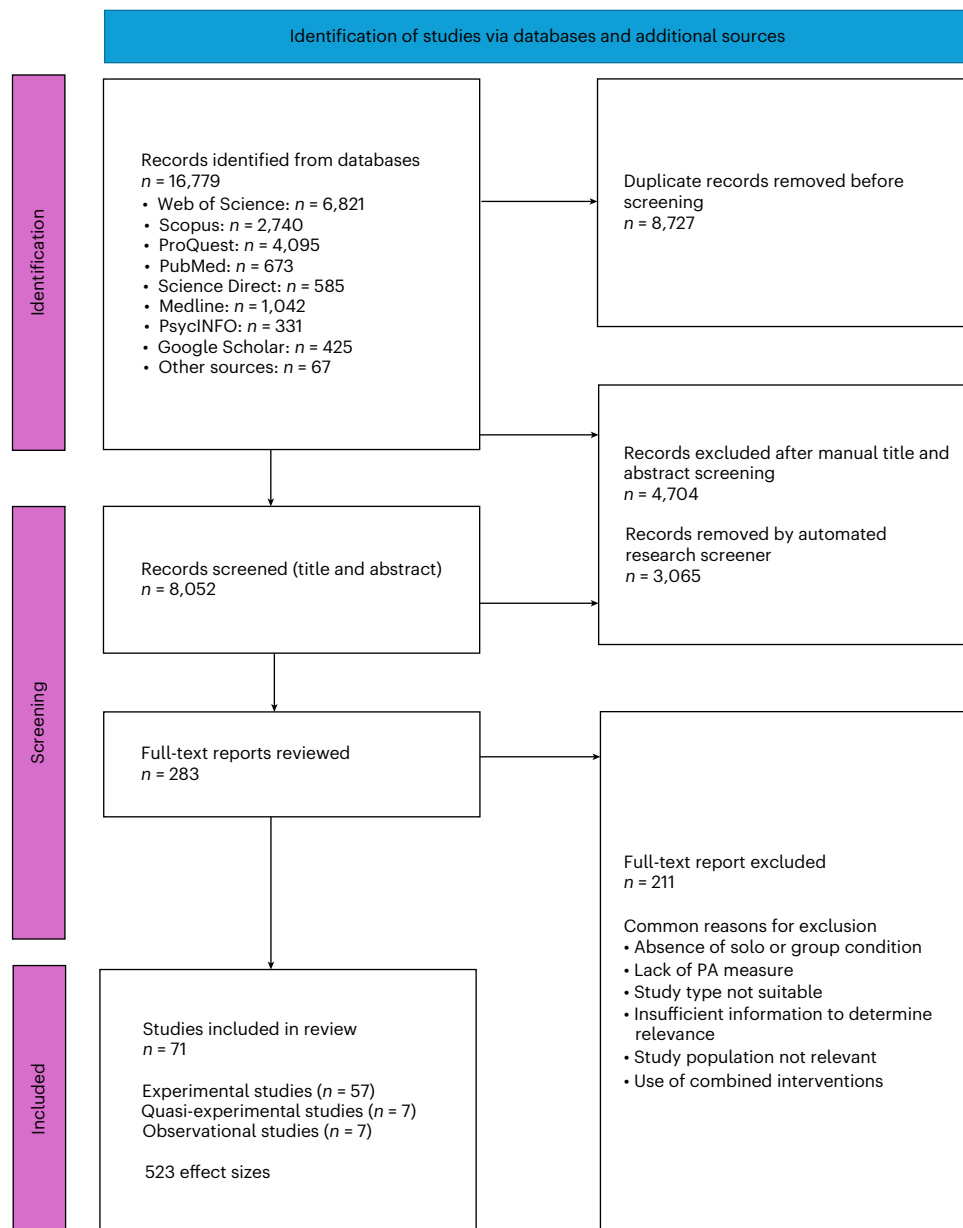 Identification of studies via databases and additional sources
Identification
Records identified from databases
n = 16,779
• Web of Science: n = 6,821
• Scopus: n = 2,740
• ProQuest: n = 4,095
• PubMed: n = 673
• Science Direct: n = 585
• Medline: n = 1,042
• PsycINFO: n = 331
• Google Scholar: n = 425
• Other sources: n = 67
Duplicate records removed before
screening
n = 8,727
Records excluded after manual title and
abstract screening
n = 4,704
Records removed by automated
research screener
n = 3,065
Screening
Records screened (title and abstract)
n = 8,052
Full-text reports reviewed
n = 283
Full-text report excluded
n = 211
Common reasons for exclusion
• Absence of solo or group condition
• Lack of PA measure
• Study type not suitable
• Insufficient information to determine
relevance
• Study population not relevant
• Use of combined interventions
Included
Studies included in review
n = 71
Experimental studies (n = 57)
Quasi-experimental studies (n = 7)
Observational studies (n = 7)
523 effect sizes